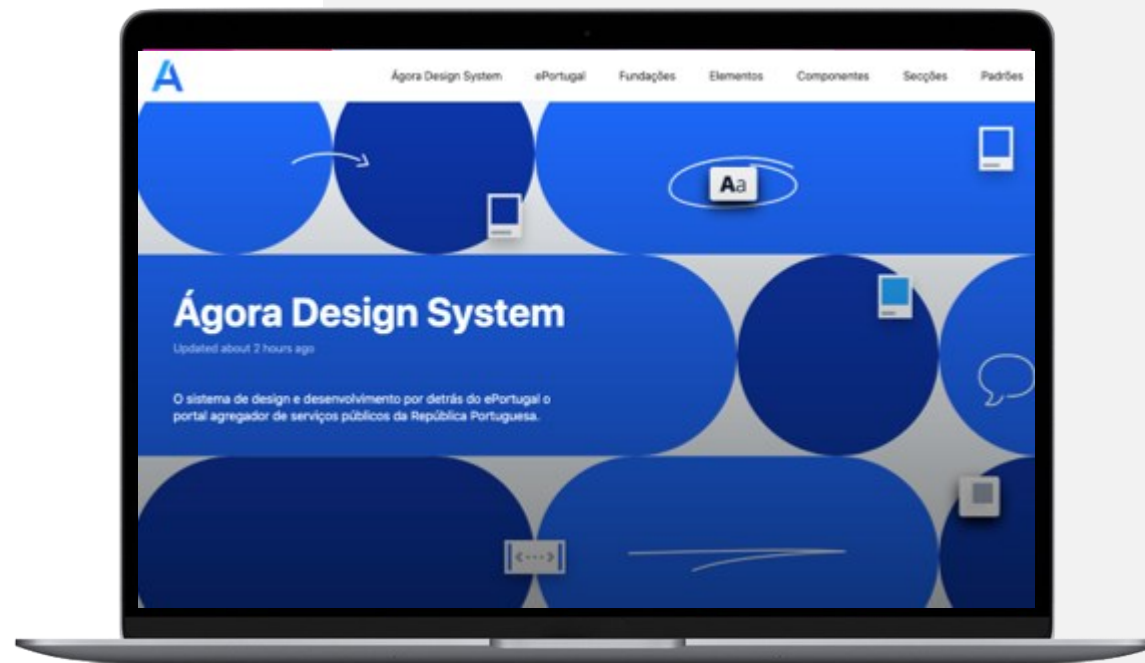 Ágora Design System
ePortugal
Fundações
Elementos
Componentes
Secções
Padrões
Aa
Ágora Design System
Updated about 2 hours ago
O sistema de design e desenvolvimento por detrás do ePortugal o
portal agregador de serviços públicos da República Portuguesa.